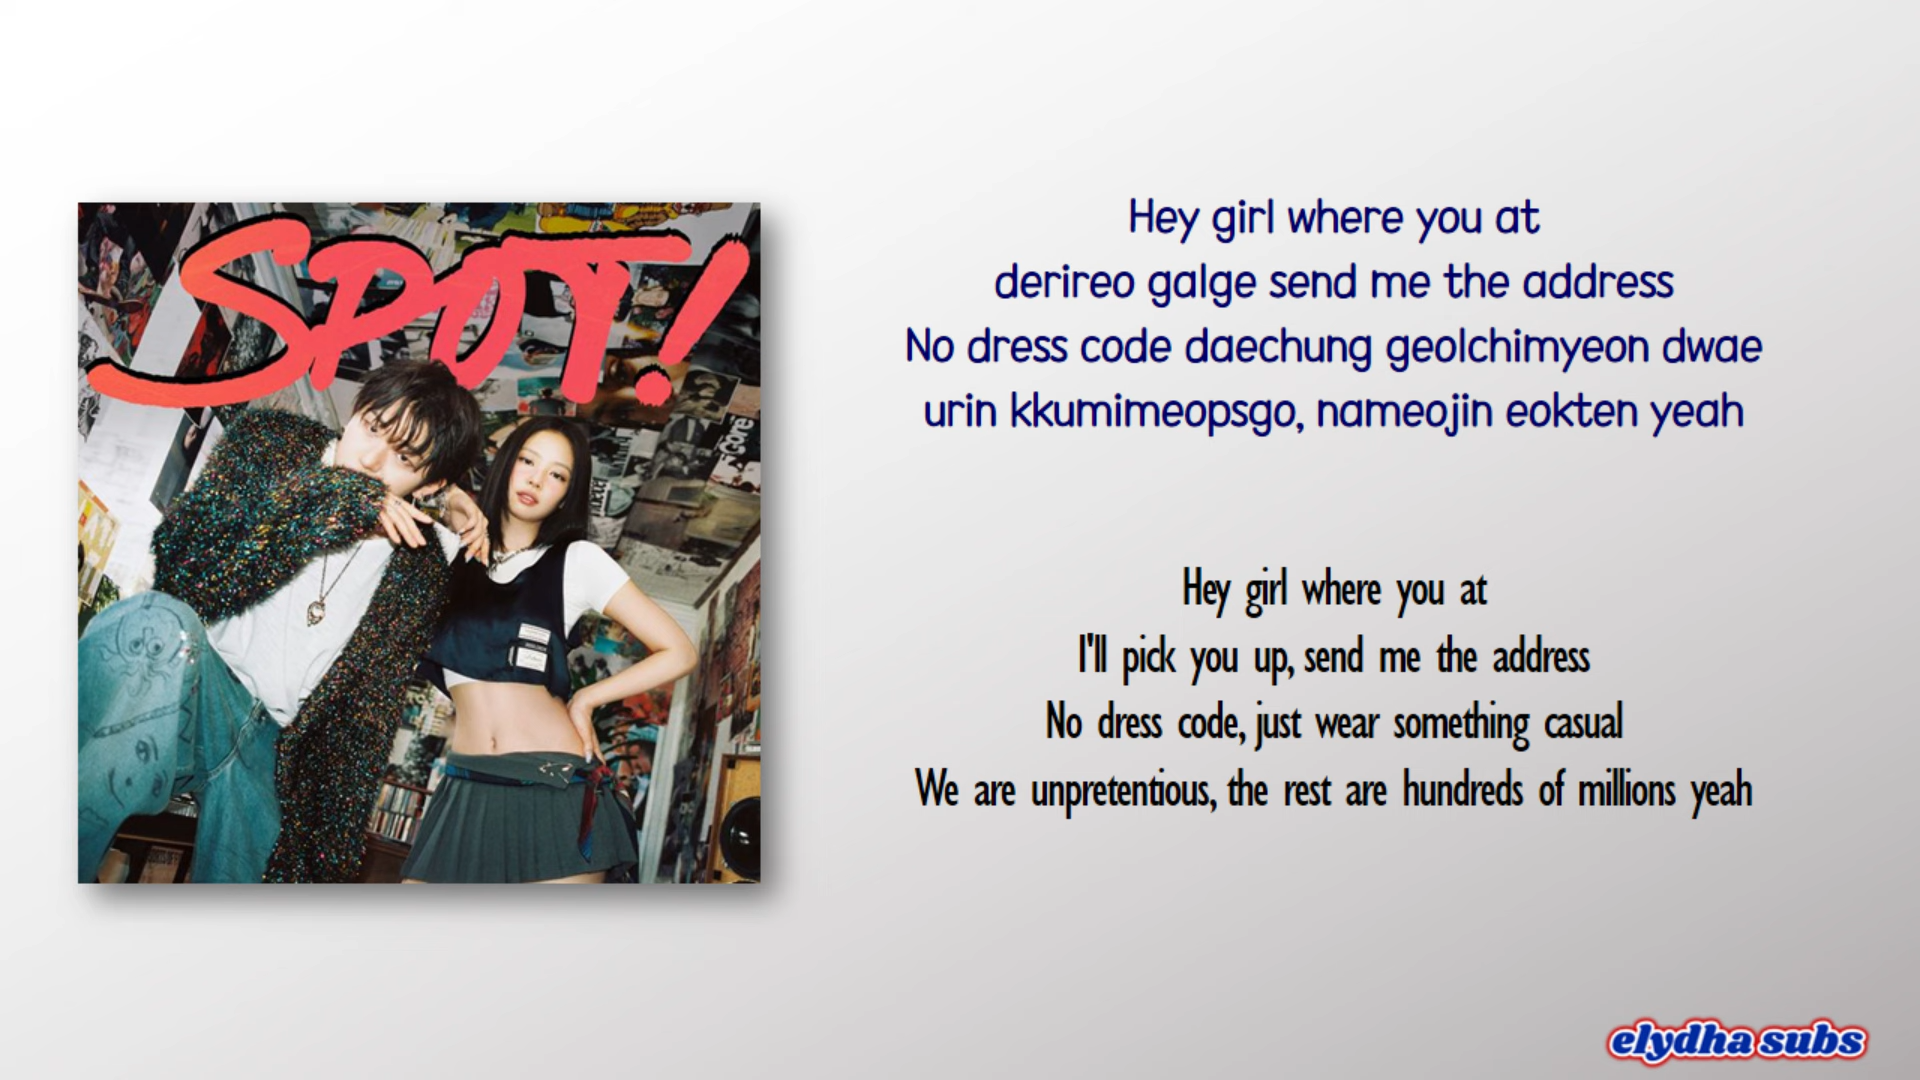 SPOT!
Gore
Hey girl where you at
derireo galge send me the address
No dress code daechung geolchimyeon dwae
urin kkumimeopsgo, nameojin eokten yeah
Hey girl where you at
I'll pick you up, send me the address
No dress code, just wear something casual
We are unpretentious, the rest are hundreds of millions yeah
elydha subs